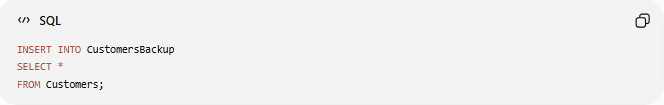 </> SQL
INSERT INTO CustomersBackup
SELECT *
FROM Customers;